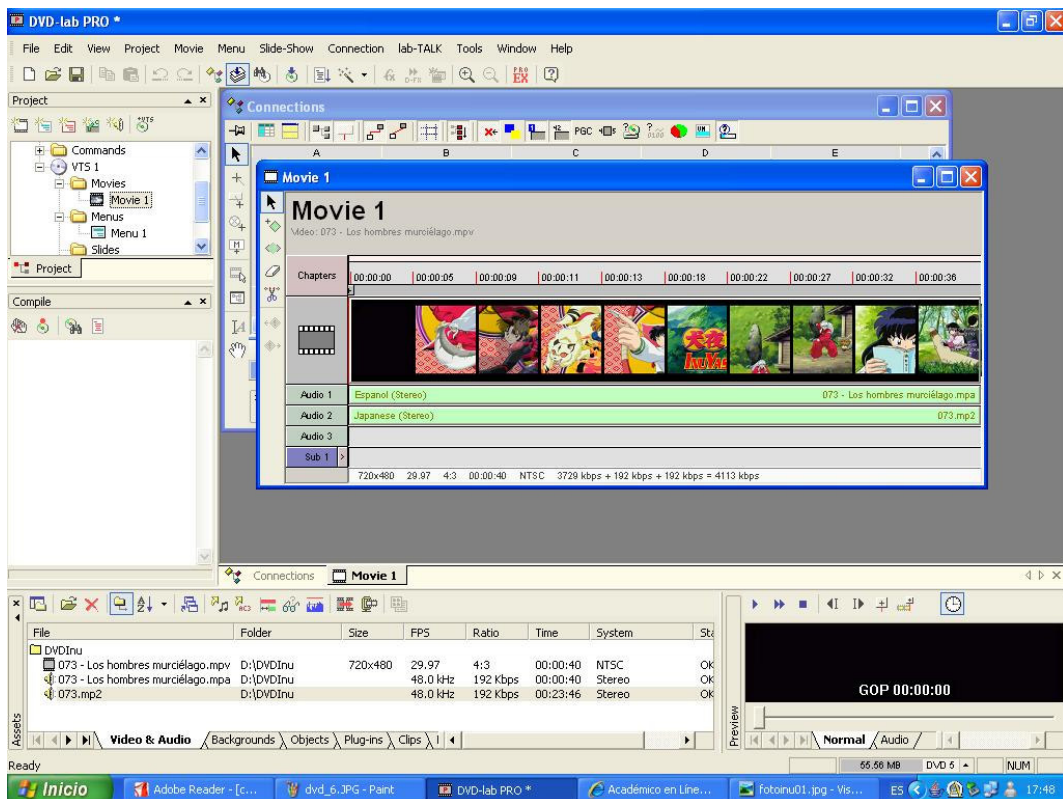 DVD-lab PRO *
File Edit View Project Movie Menu Slide-Show Connection lab-TALK Tools Window Help
Project
Commands
VTS 1
Movies
Movie 1
Menus
Menu 1
Slides
Project
Compile
Connections
PGC
A B C D E
Movie 1
Movie 1
Video: 073 - Los hombres murciélago.mpv
Chapters 00:00:00 00:00:05 00:00:09 00:00:11 00:00:13 00:00:18 00:00:22 00:00:27 00:00:32 00:00:36
Audio 1 Espanol (Stereo) 073 - Los hombres murciélago.mpa
Audio 2 Japanese (Stereo) 073.mp2
Audio 3
Sub 1
720x480 29.97 4:3 00:00:40 NTSC 3729 kbps + 192 kbps + 192 kbps = 4113 kbps
Connections Movie 1
File Folder Size FPS Ratio Time System
DVDInu
073 - Los hombres murciélago.mpv D:\DVDInu 720x480 29.97 4:3 00:00:40 NTSC OK
073 - Los hombres murciélago.mpa D:\DVDInu 48.0 kHz 192 Kbps 00:00:40 Stereo OK
073.mp2 D:\DVDInu 48.0 kHz 192 Kbps 00:23:46 Stereo OK
GOP 00:00:00
Assets
Video & Audio Backgrounds Objects Plug-ins Clips
Preview
Normal Audio
Ready 55.56 MB DVD 5 NUM
Inicio Adobe Reader - [c... dvd_6.JPG - Paint DVD-lab PRO * Académico en Líne... fotoinu01.jpg - Vis... ES 17:48